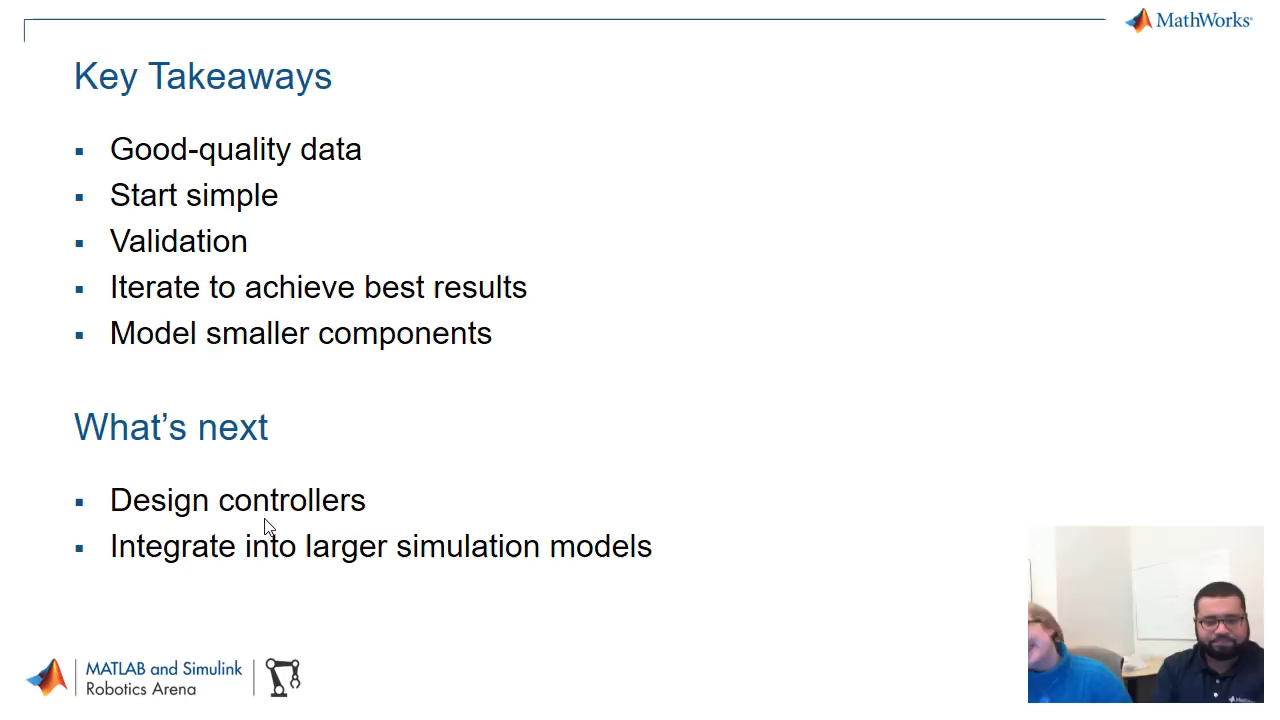 MathWorks
Key Takeaways
Good-quality data
Start simple
Validation
Iterate to achieve best results
Model smaller components
What's next
Design controllers
Integrate into larger simulation models
MATLAB and Simulink
Robotics Arena